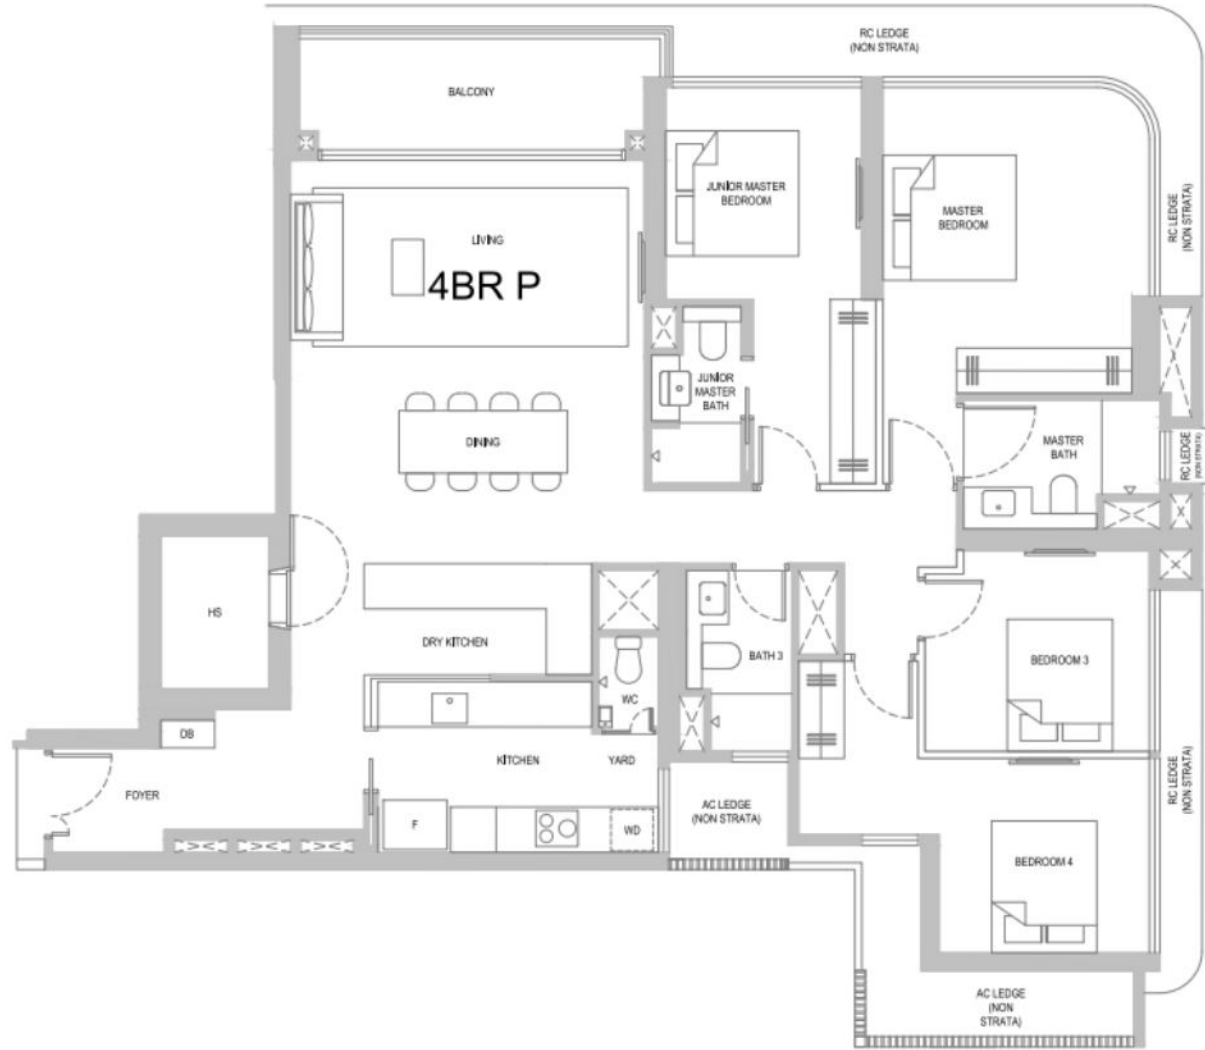 RC LEDGE
(NON STRATA)
BALCONY
JUNIOR MASTER
BEDROOM
MASTER
BEDROOM
RC LEDGE
(NON STRATA)
LIVING
4BR P
JUNIOR
MASTER
BATH
DINING
MASTER
BATH
RC LEDGE
(NON STRATA)
HS
DRY KITCHEN
WC
BATH 3
BEDROOM 3
DB
KITCHEN
YARD
FOYER
AC LEDGE
(NON STRATA)
RC LEDGE
(NON STRATA)
F
WD
BEDROOM 4
AC LEDGE
(NON
STRATA)